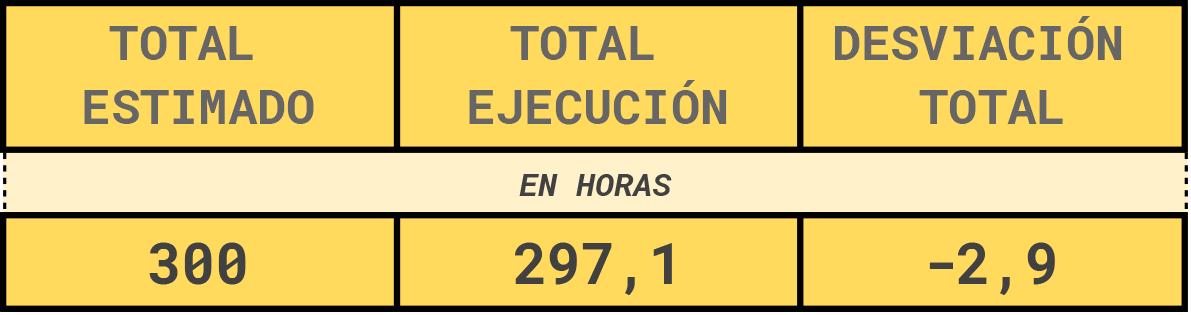 TOTAL ESTIMADO
TOTAL EJECUCIÓN
DESVIACIÓN TOTAL
EN HORAS
300
297,1
-2,9